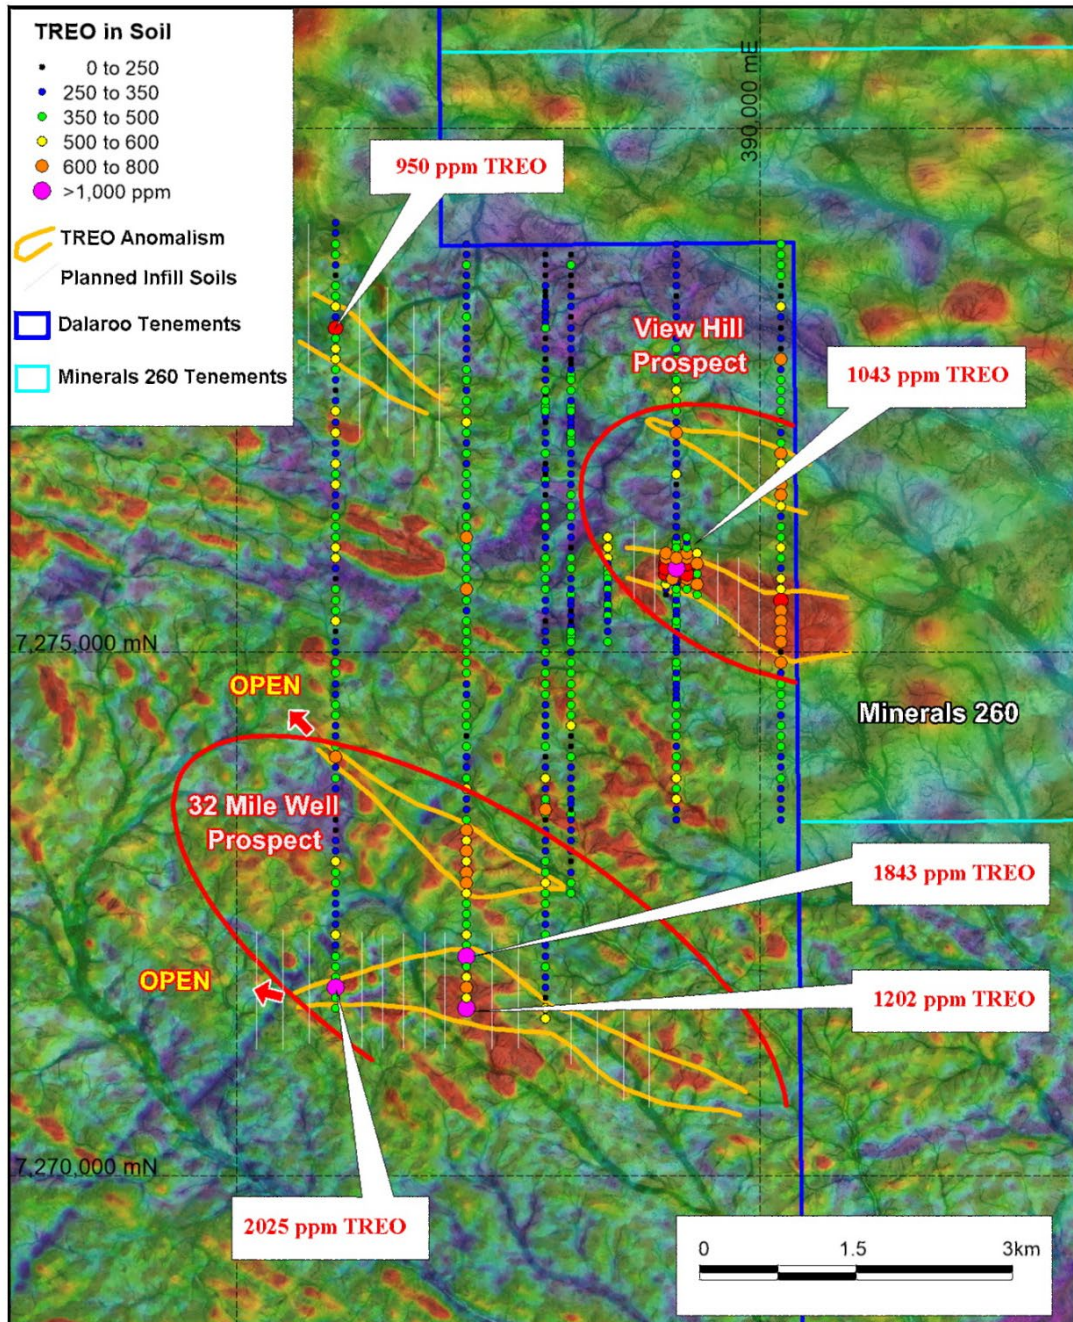 TREO in Soil
0 to 250
250 to 350
350 to 500
500 to 600
600 to 800
>1,000 ppm
TREO Anomalism
Planned Infill Soils
Dalaroo Tenements
Minerals 260 Tenements
390,000 mE
950 ppm TREO
View Hill
Prospect
1043 ppm TREO
7,275,000 mN
OPEN
Minerals 260
32 Mile Well
Prospect
1843 ppm TREO
OPEN
1202 ppm TREO
7,270,000 mN
2025 ppm TREO
0 1.5 3km